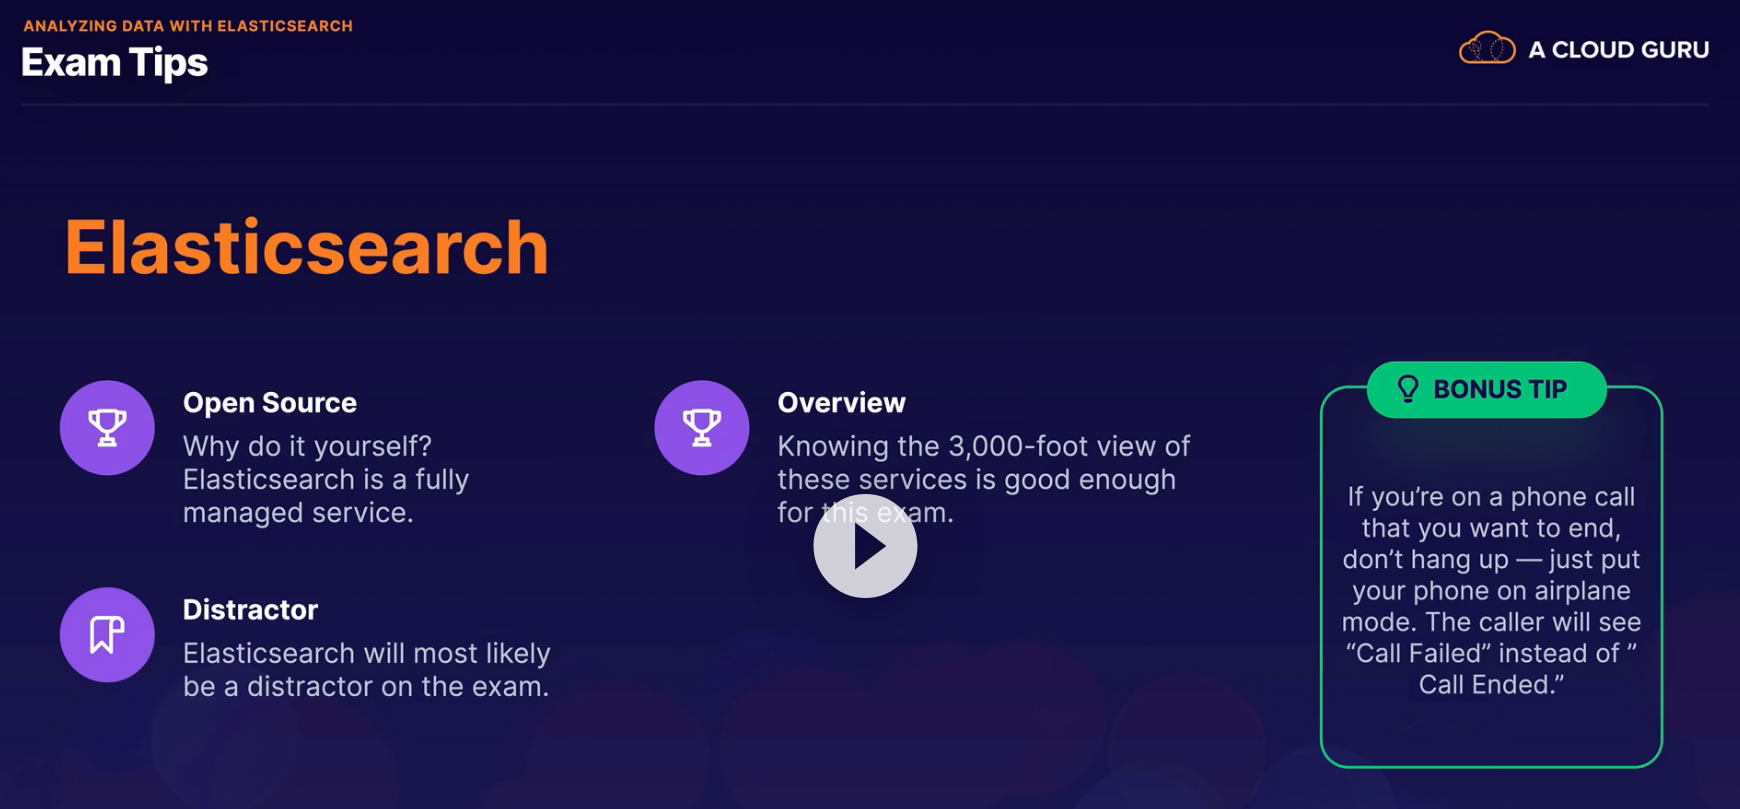 ANALYZING DATA WITH ELASTICSEARCH
Exam Tips
A CLOUD GURU
Elasticsearch
Open Source
Why do it yourself?
Elasticsearch is a fully
managed service.
Overview
Knowing the 3,000-foot view of
these services is good enough
for this exam.
Distractor
Elasticsearch will most likely
be a distractor on the exam.
BONUS TIP
If you’re on a phone call
that you want to end,
don’t hang up — just put
your phone on airplane
mode. The caller will see
“Call Failed” instead of ”
Call Ended.”